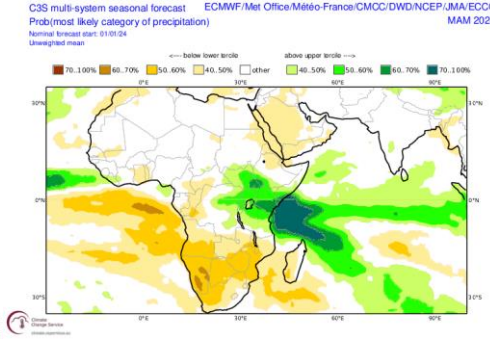 C3S multi-system seasonal forecast ECMWF/Met Office/Météo-France/CMCC/DWD/NCEP/JMA/ECCC
Prob(most likely category of precipitation) MAM 202
Nominal forecast start: 01/01/24
Unweighted mean
<--- below lower tercile above upper tercile --->
70..100% 60..70% 50..60% 40..50% other 40..50% 50..60% 60..70% 70..100%
0°E 30°E 60°E 90°E
30°N 30°N
0°N 0°N
30°S 30°S
0°E 30°E 60°E 90°E
Climate
Change Service